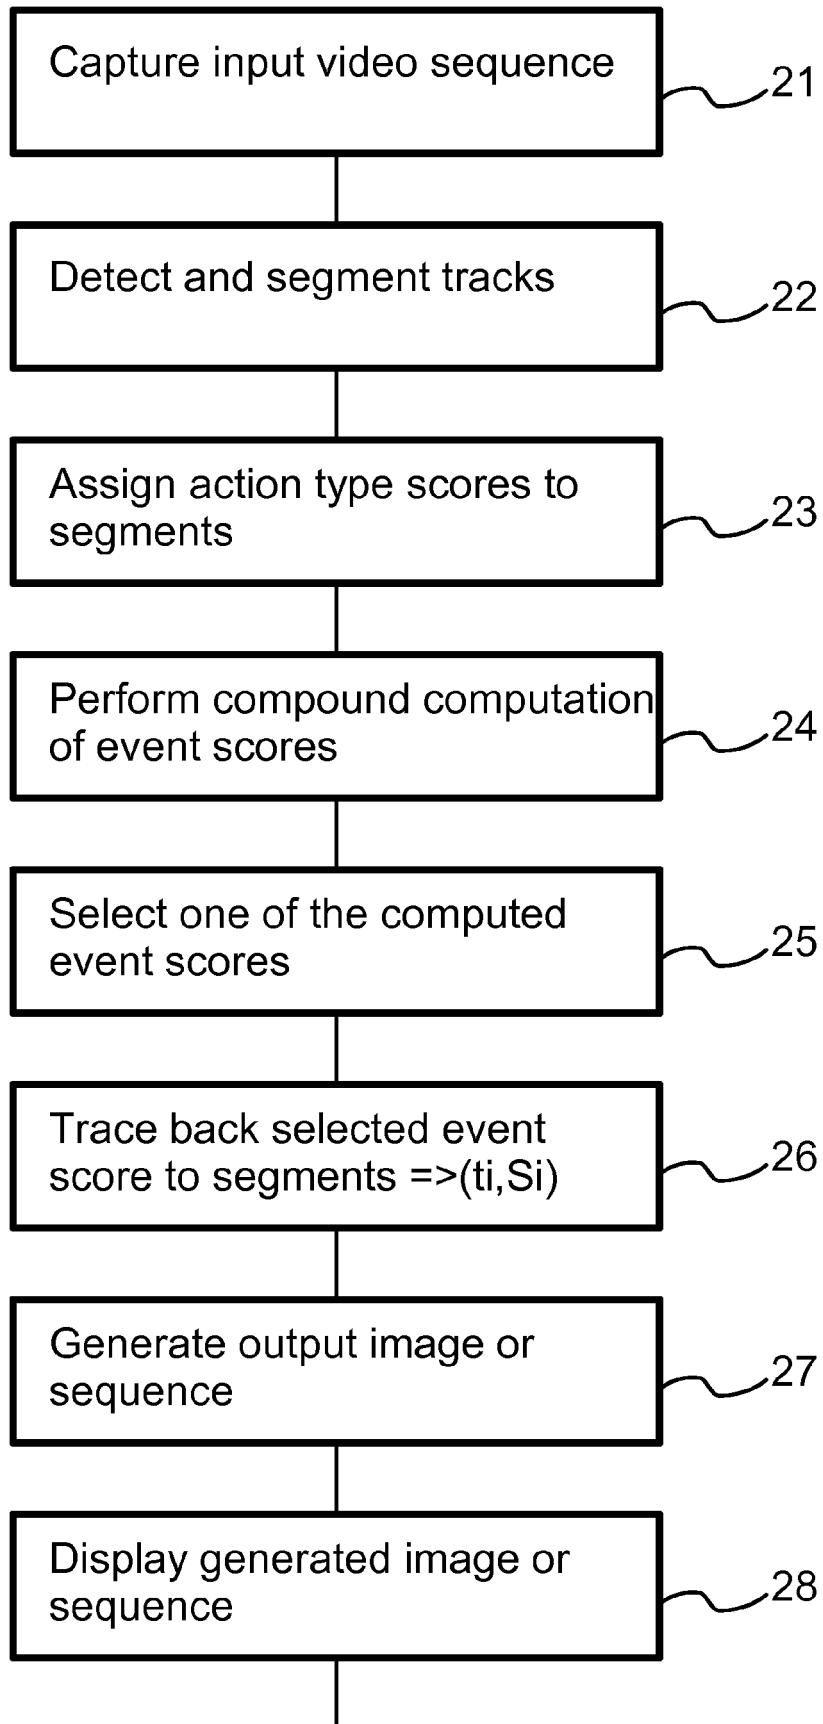 Capture input video sequence
21
Detect and segment tracks
22
Assign action type scores to
segments
23
Perform compound computation
of event scores
24
Select one of the computed
event scores
25
Trace back selected event
score to segments =>(ti,Si)
26
Generate output image or
sequence
27
Display generated image or
sequence
28